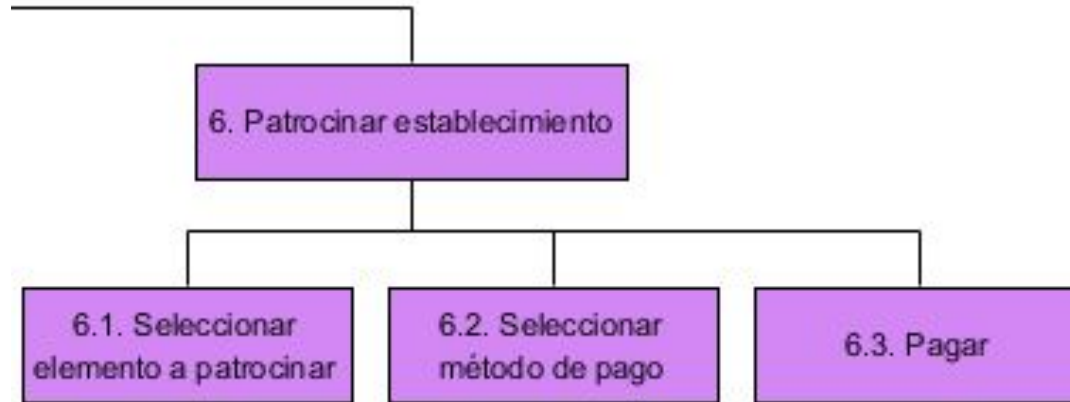 6. Patrocinar establecimiento
6.1. Seleccionar
elemento a patrocinar
6.2. Seleccionar
método de pago
6.3. Pagar